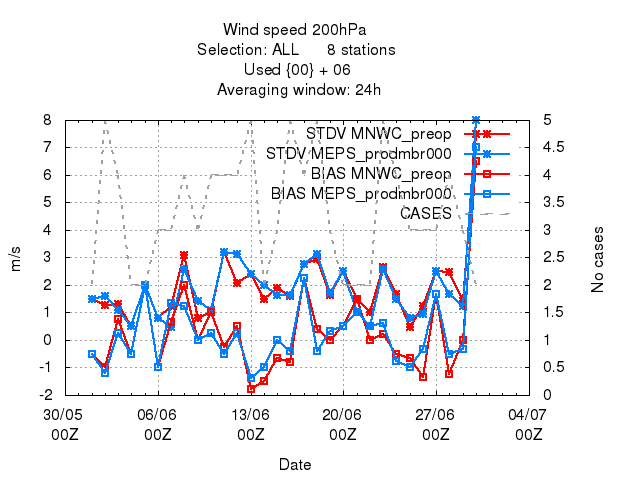 Wind speed 200hPa
Selection: ALL 8 stations
Used {00} + 06
Averaging window: 24h
STDV MNWC_preop
STDV MEPS_prodmbr000
BIAS MNWC_preop
BIAS MEPS_prodmbr000
CASES
m/s
8
7
6
5
4
3
2
1
0
-1
-2
No cases
5
4.5
4
3.5
3
2.5
2
1.5
1
0.5
0
30/05 06/06 13/06 20/06 27/06 04/07
00Z 00Z 00Z 00Z 00Z 00Z
Date